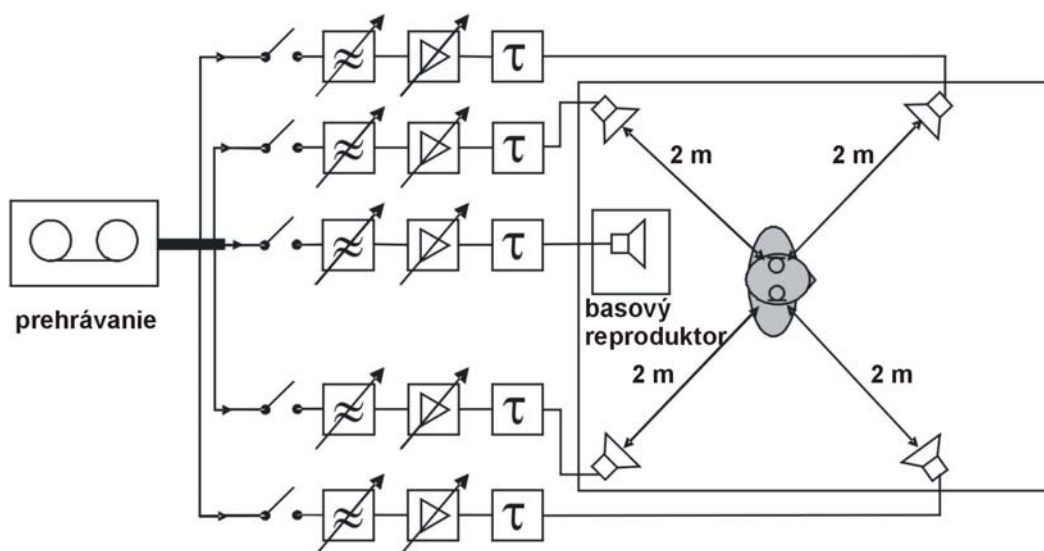 τ
τ
2 m
2 m
τ
prehrávanie
basový
reproduktor
2 m
2 m
τ
τ